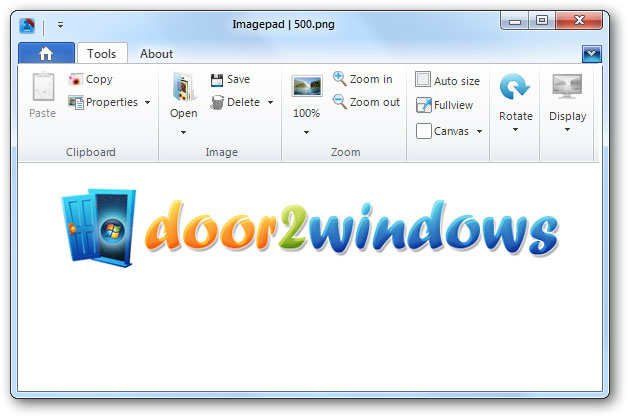 Imagepad | 500.png
Tools About
Copy Save Zoom in Auto size
Properties Delete Zoom out Fullview
Paste Open 100% Canvas Rotate Display
Clipboard Image Zoom
door2windows